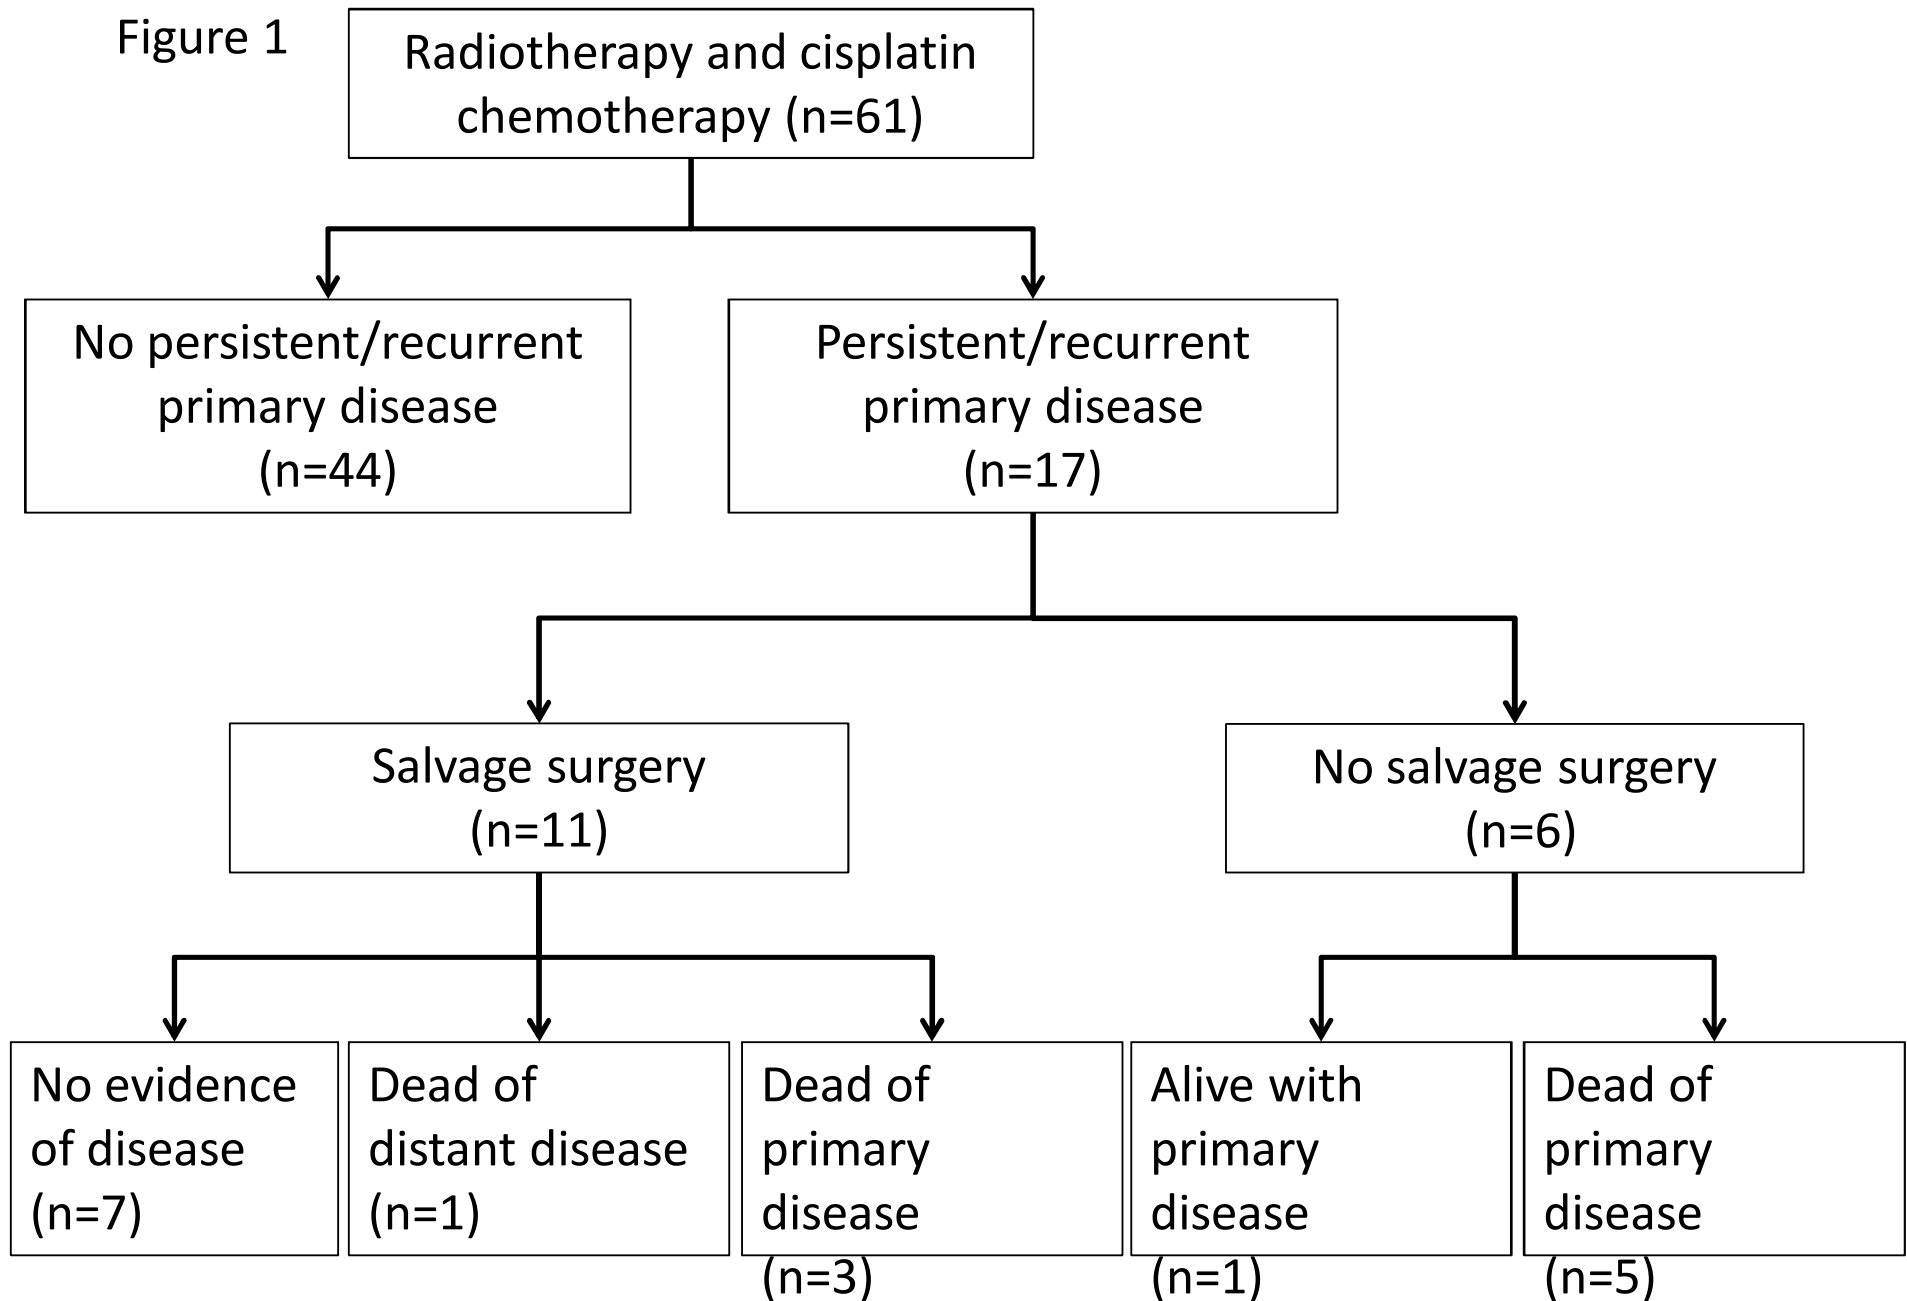 Figure 1
Radiotherapy and cisplatin
chemotherapy (n=61)
No persistent/recurrent
primary disease
(n=44)
Persistent/recurrent
primary disease
(n=17)
Salvage surgery
(n=11)
No salvage surgery
(n=6)
No evidence
of disease
(n=7)
Dead of
distant disease
(n=1)
Dead of
primary
disease
(n=3)
Alive with
primary
disease
(n=1)
Dead of
primary
disease
(n=5)